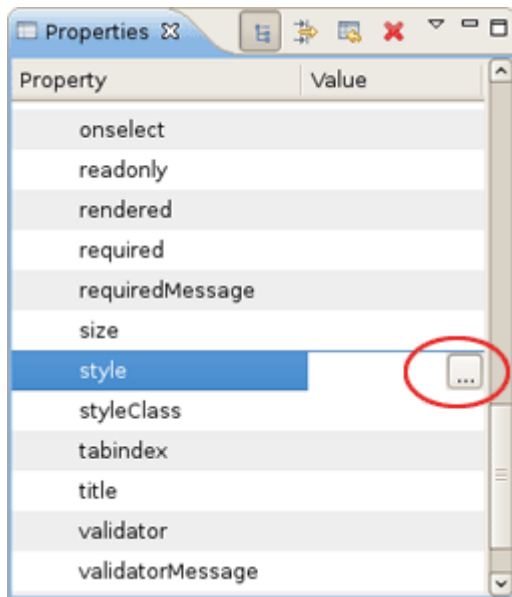 Properties
Property Value
onselect
readonly
rendered
required
requiredMessage
size
style ...
styleClass
tabindex
title
validator
validatorMessage